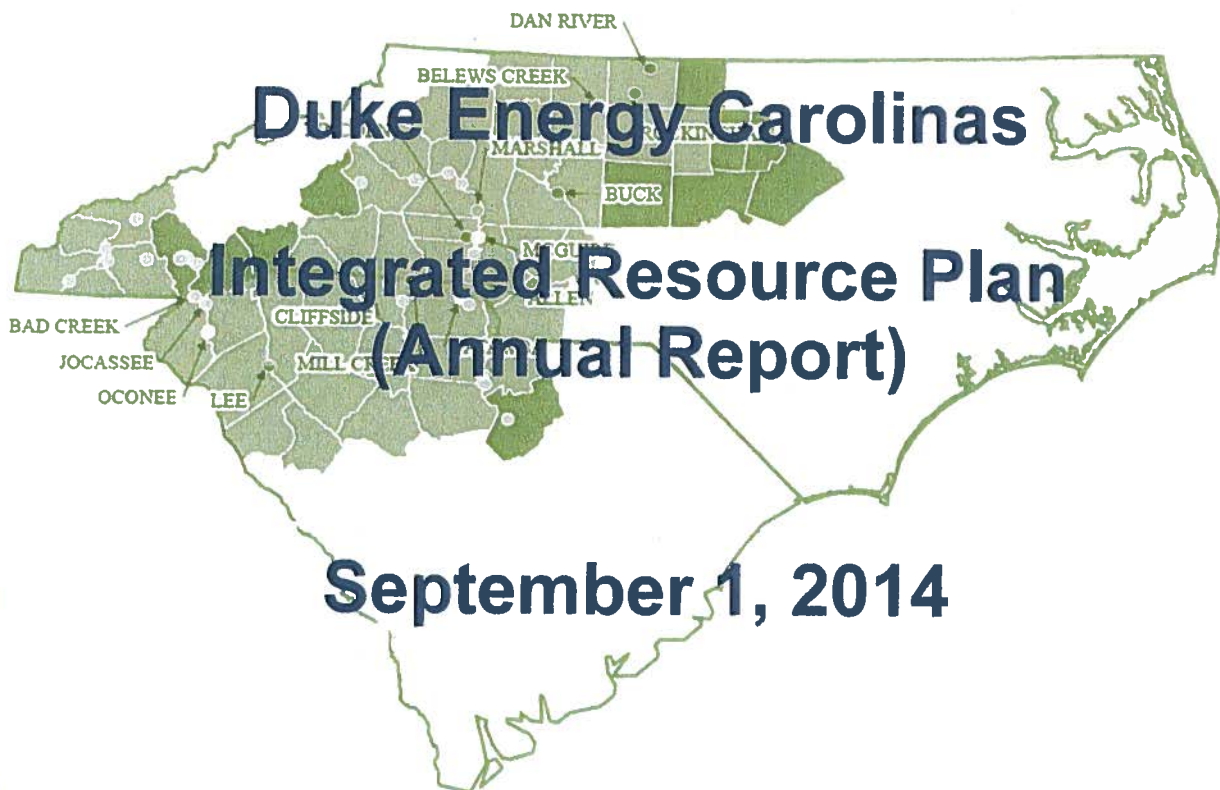 DAN RIVER
BELEWS CREEK
Duke Energy Carolinas
MARSHALL
BUCK
Integrated Resource Plan
CLIFFSIDE
BAD CREEK
(Annual Report)
JOCASSEE
OCONEE
LEE
September 1, 2014